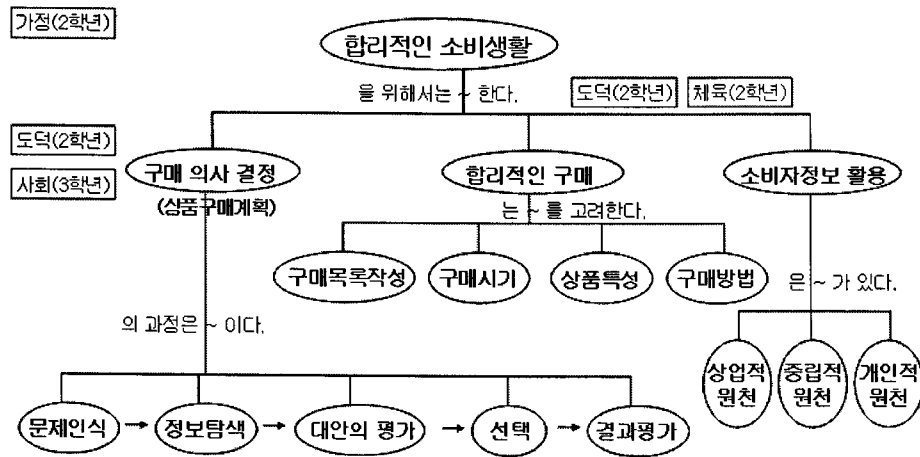 가정(2학년)
합리적인 소비생활
을 위해서는 ~ 한다.
도덕(2학년)
체육(2학년)
도덕(2학년)
사회(3학년)
구매 의사 결정
(상품구매계획)
합리적인 구매
소비자정보 활용
는 ~ 를 고려한다.
구매목록작성
구매시기
상품특성
구매방법
은 ~ 가 있다.
의 과정은 ~ 이다.
상업적
원천
중립적
원천
개인적
원천
문제인식 → 정보탐색 → 대안의 평가 → 선택 → 결과평가